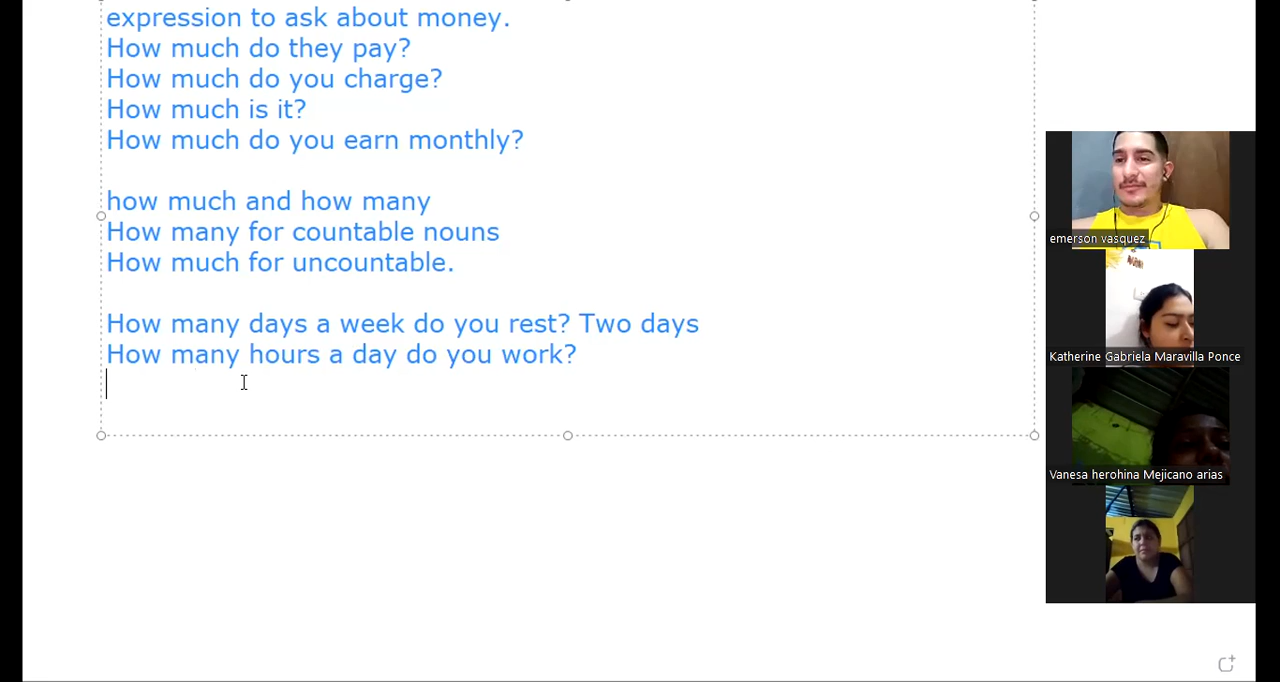 expression to ask about money.
How much do they pay?
How much do you charge?
How much is it?
How much do you earn monthly?
how much and how many
How many for countable nouns
How much for uncountable.
How many days a week do you rest? Two days
How many hours a day do you work?
emerson vasquez
Katherine Gabriela Maravilla Ponce
Vanesa herohina Mejicano arias